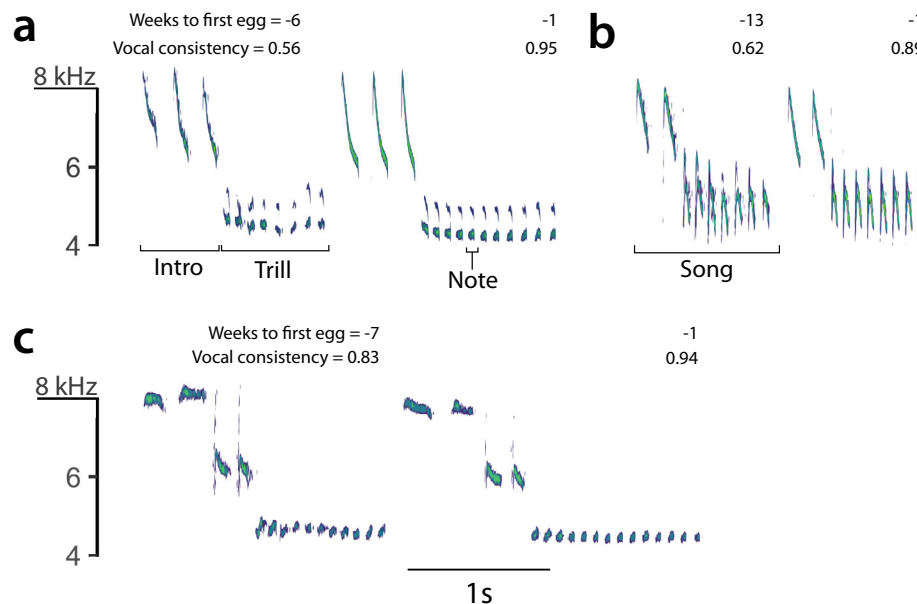 a
Weeks to first egg = -6
-1
Vocal consistency = 0.56
0.95
8 kHz
6
4
Intro
Trill
Note
b
-13
0.62
0.89
Song
c
Weeks to first egg = -7
-1
Vocal consistency = 0.83
0.94
8 kHz
6
4
1s